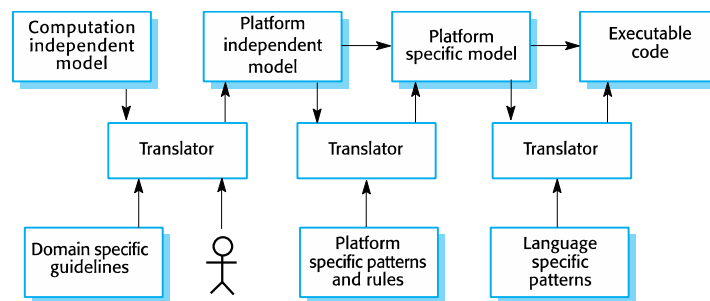 Computation
independent
model
Platform
independent
model
Platform
specific model
Executable
code
Translator
Translator
Translator
Domain specific
guidelines
Platform
specific patterns
and rules
Language
specific
patterns